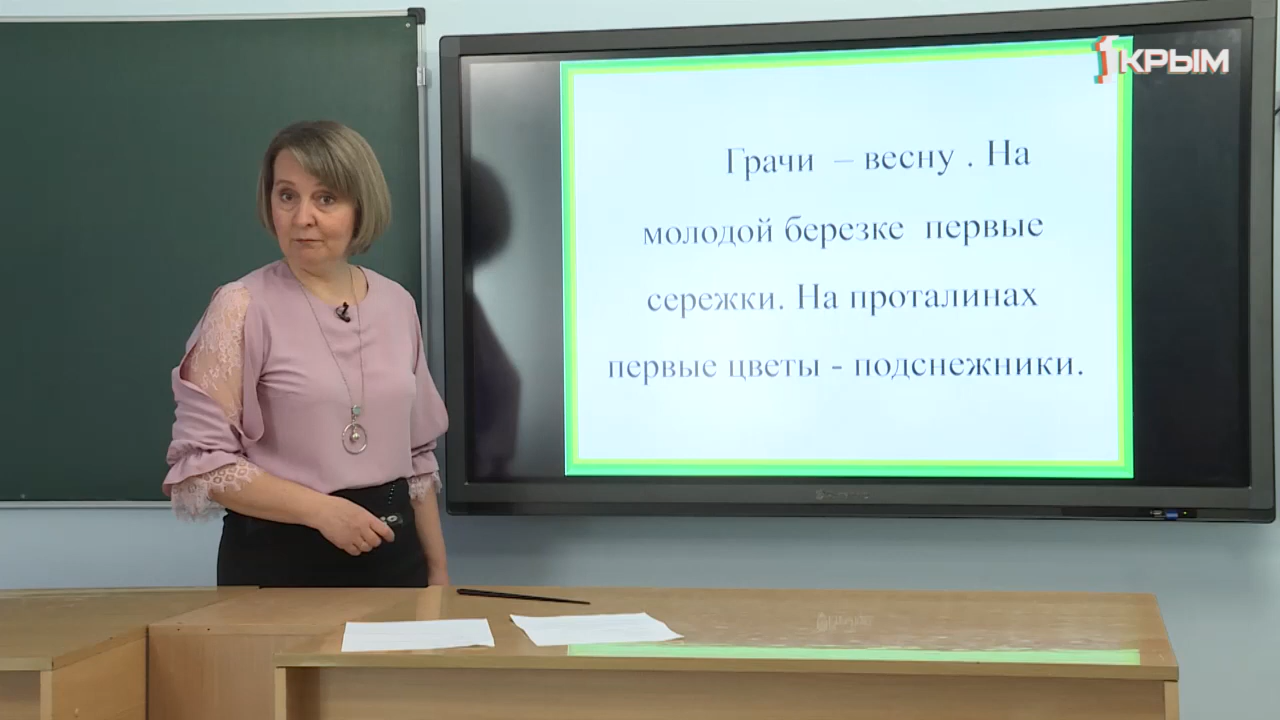 1КРЫМ
Грачи – весну . На
молодой березке первые
сережки. На проталинах
первые цветы - подснежники.